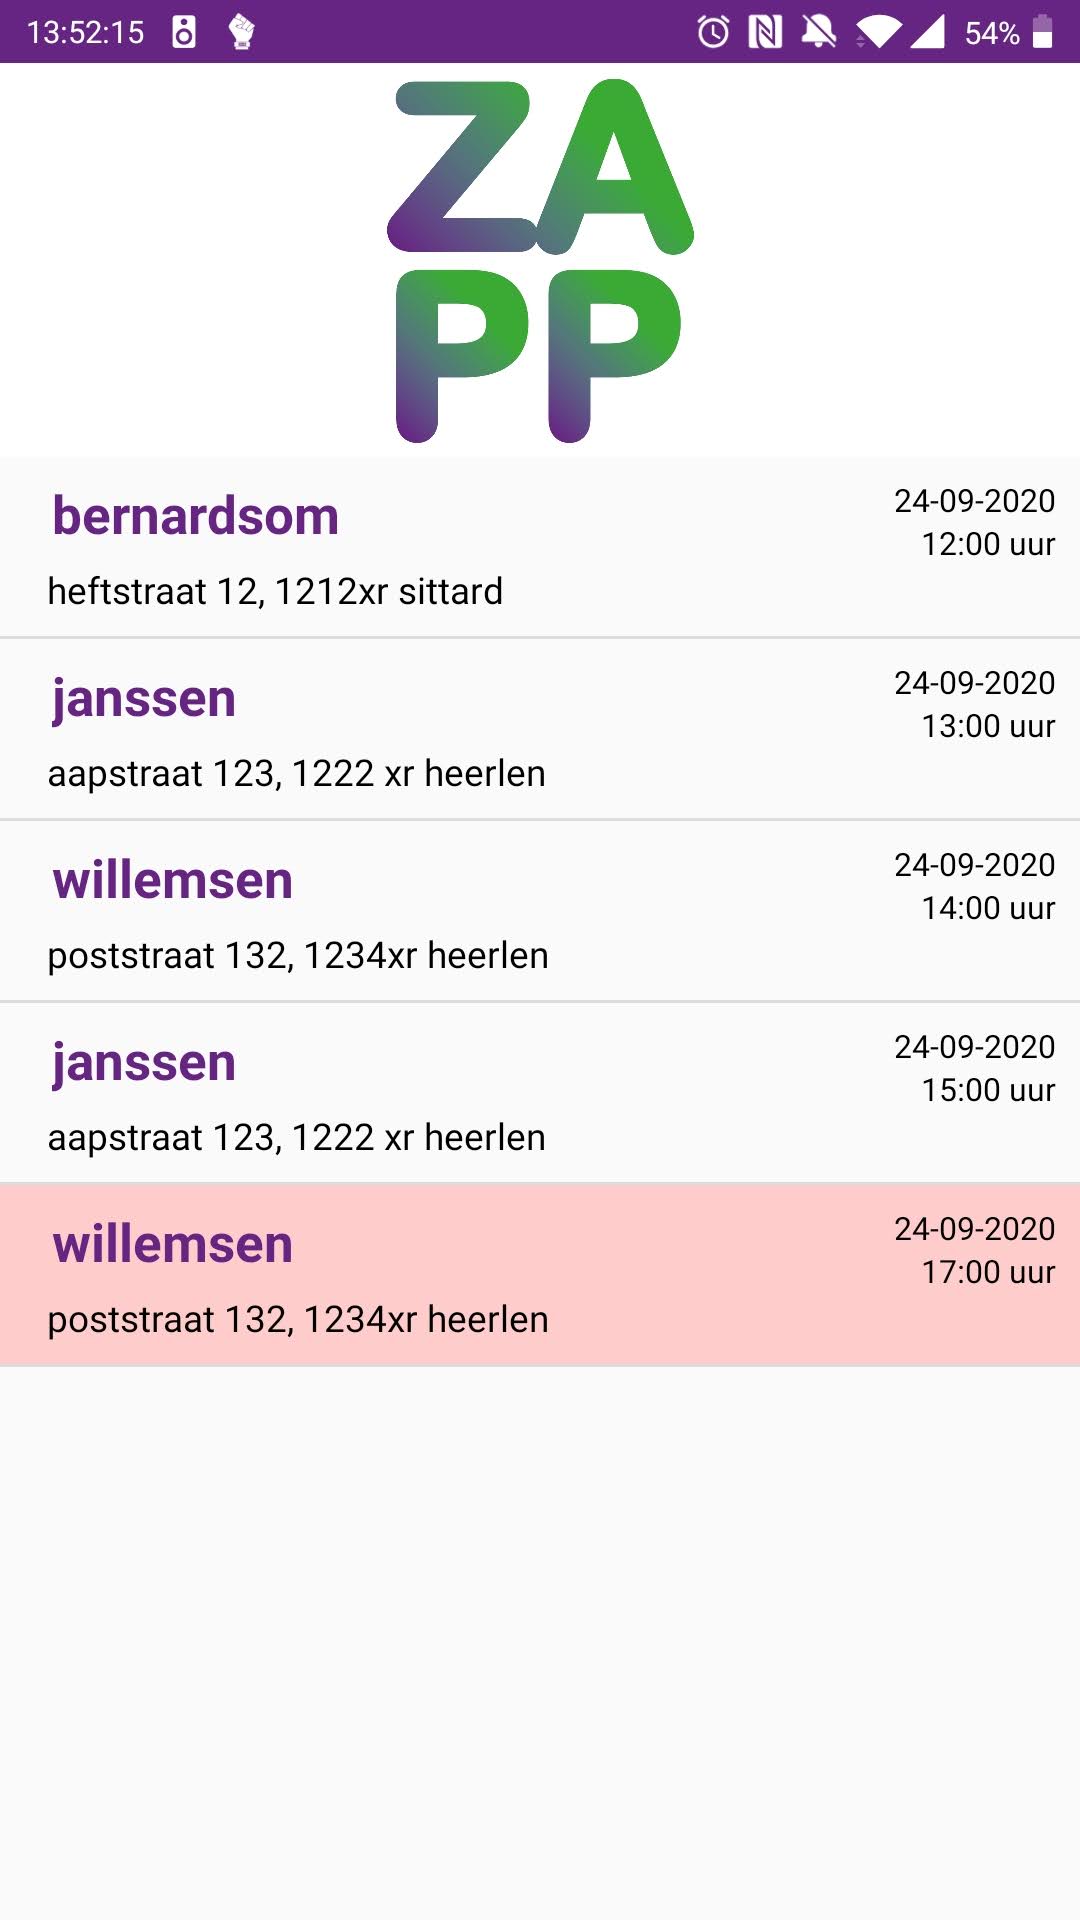 13:52:15 54%
ZA
PP
bernardsom
24-09-2020
12:00 uur
heftstraat 12, 1212xr sittard
janssen
24-09-2020
13:00 uur
aapstraat 123, 1222 xr heerlen
willemsen
24-09-2020
14:00 uur
poststraat 132, 1234xr heerlen
janssen
24-09-2020
15:00 uur
aapstraat 123, 1222 xr heerlen
willemsen
24-09-2020
17:00 uur
poststraat 132, 1234xr heerlen